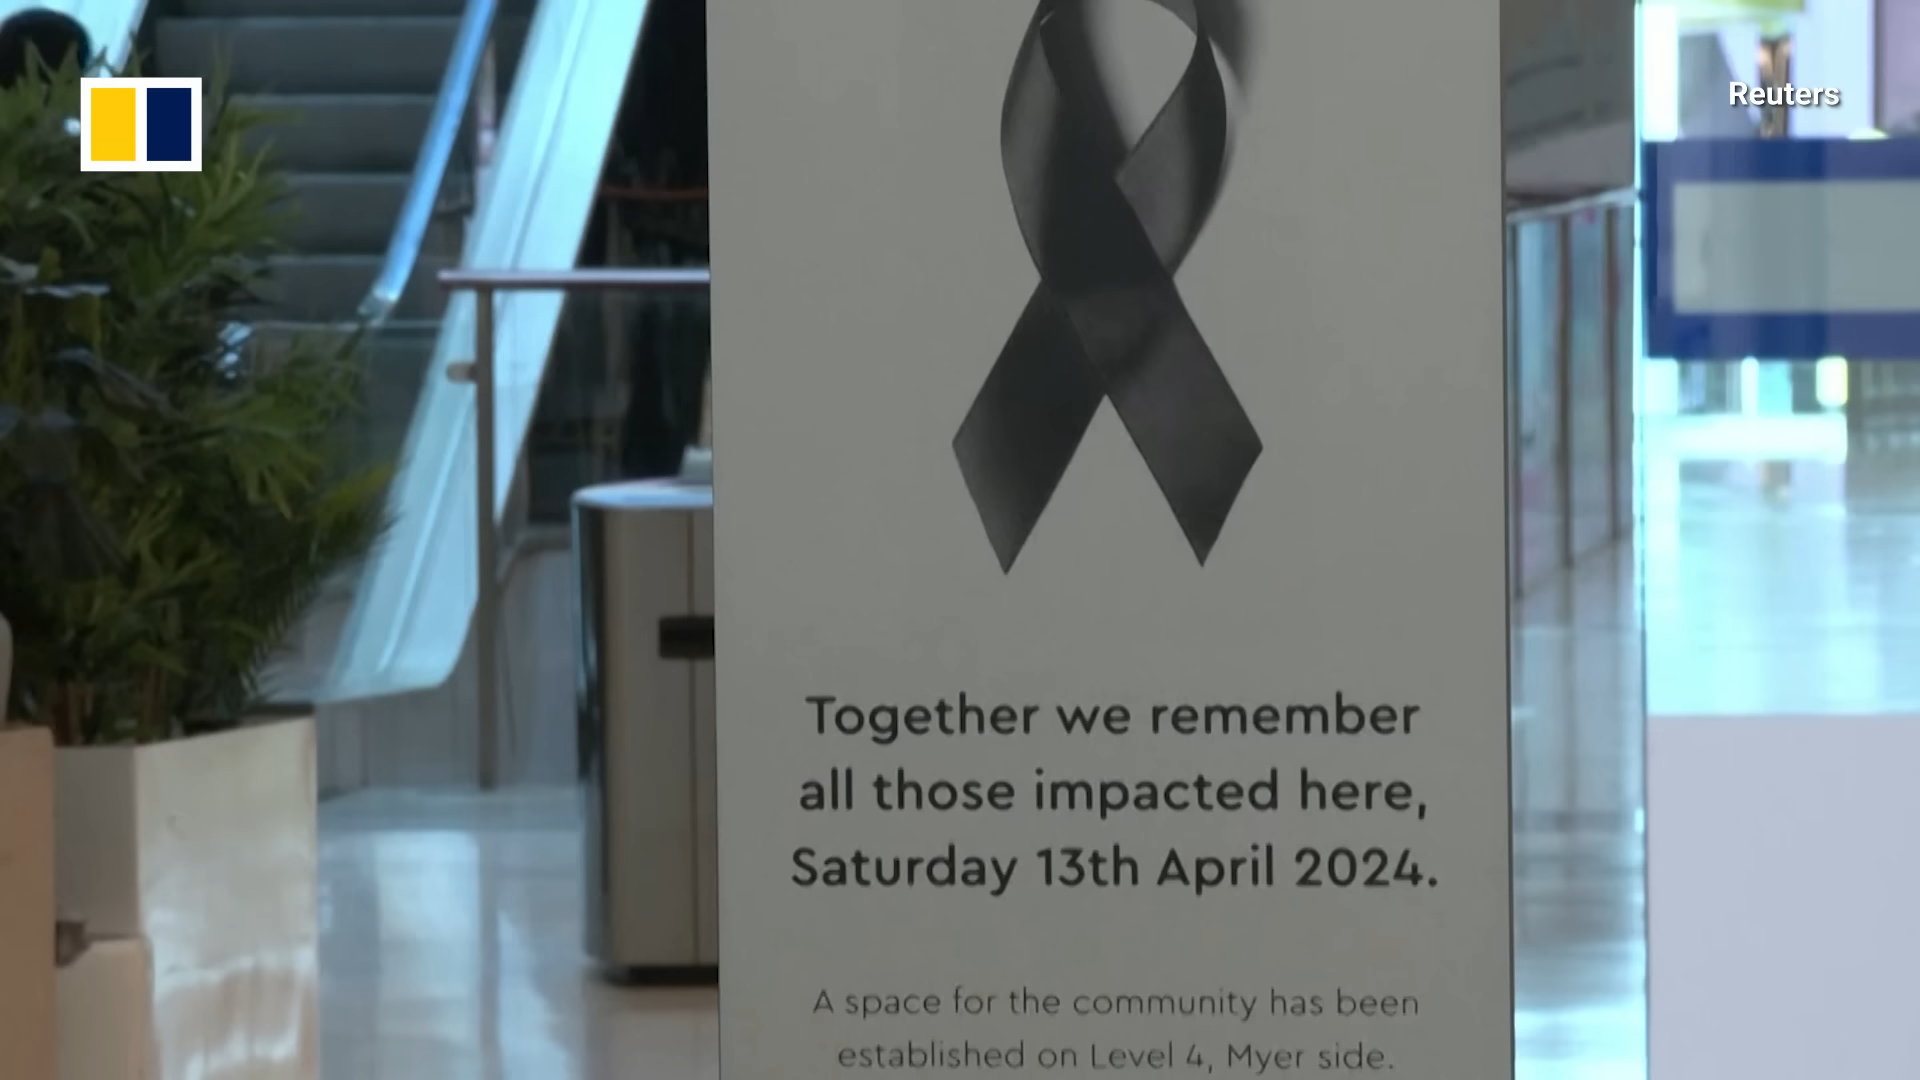 Reuters
Together we remember
all those impacted here,
Saturday 13th April 2024.
A space for the community has been
established on Level 4, Myer side.